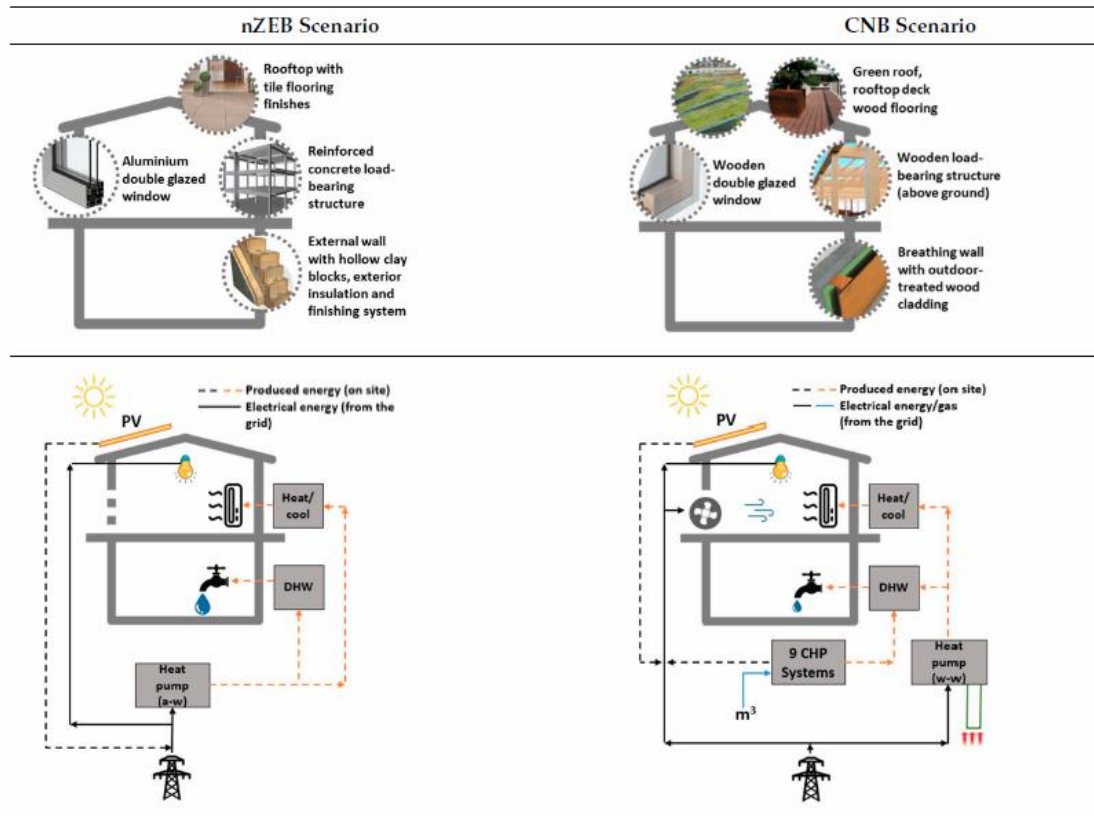 nZEB Scenario
CNB Scenario
Rooftop with
tile flooring
finishes
Aluminium
double glazed
window
Reinforced
concrete load-
bearing
structure
External wall
with hollow clay
blocks, exterior
insulation and
finishing system
Green roof,
rooftop deck
wood flooring
Wooden
double glazed
window
Wooden load-
bearing structure
(above ground)
Breathing wall
with outdoor-
treated wood
cladding
Produced energy (on site)
Electrical energy (from the
grid)
PV
Heat/
cool
DHW
Heat
pump
(a-w)
Produced energy (on site)
Electrical energy/gas
(from the grid)
PV
Heat/
cool
DHW
9 CHP
Systems
Heat
pump
(w-w)
m³